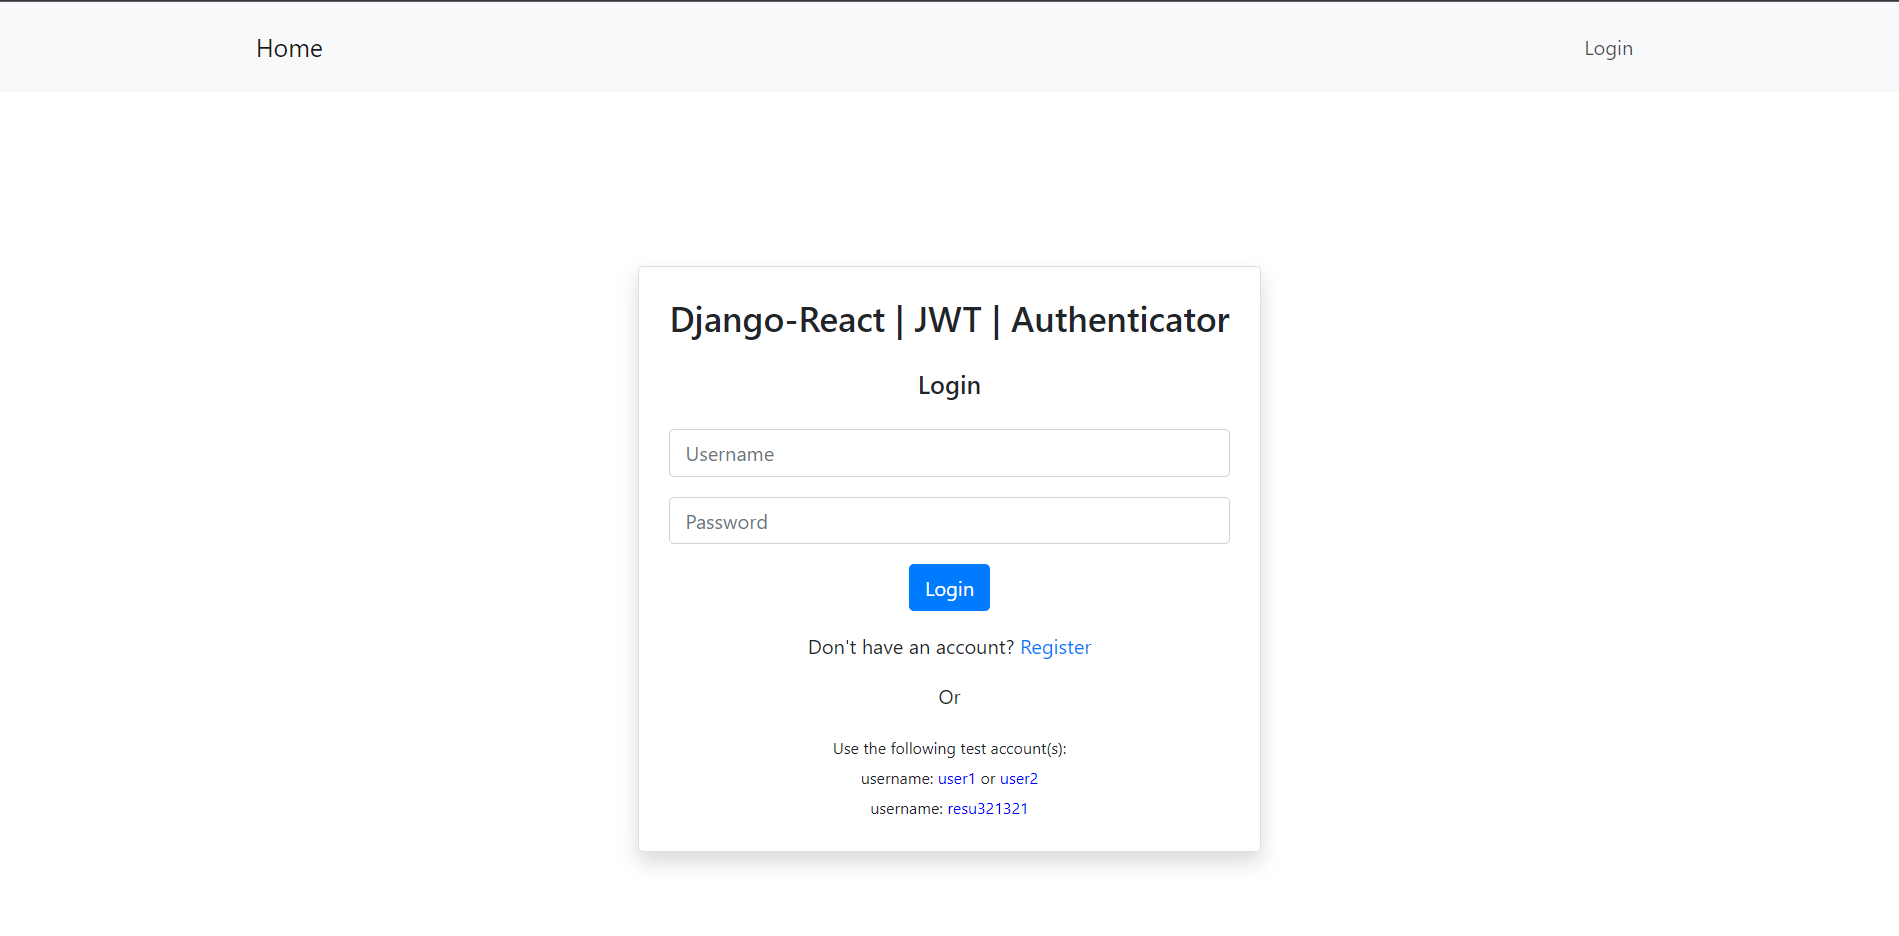 Home
Login
Django-React | JWT | Authenticator
Login
Username
Password
Login
Don't have an account? Register
Or
Use the following test account(s):
username: user1 or user2
username: resu321321